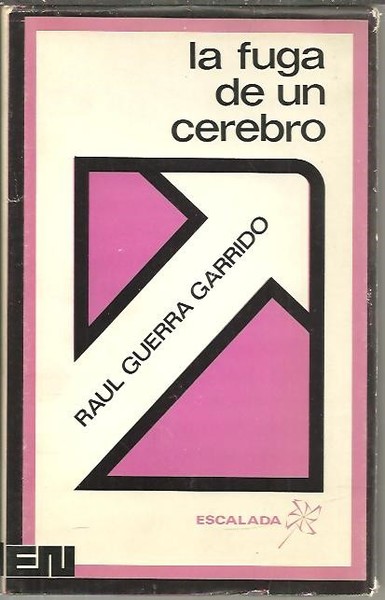 la fuga
de un
cerebro
RAUL GUERRA GARRIDO
ESCALADA
EN